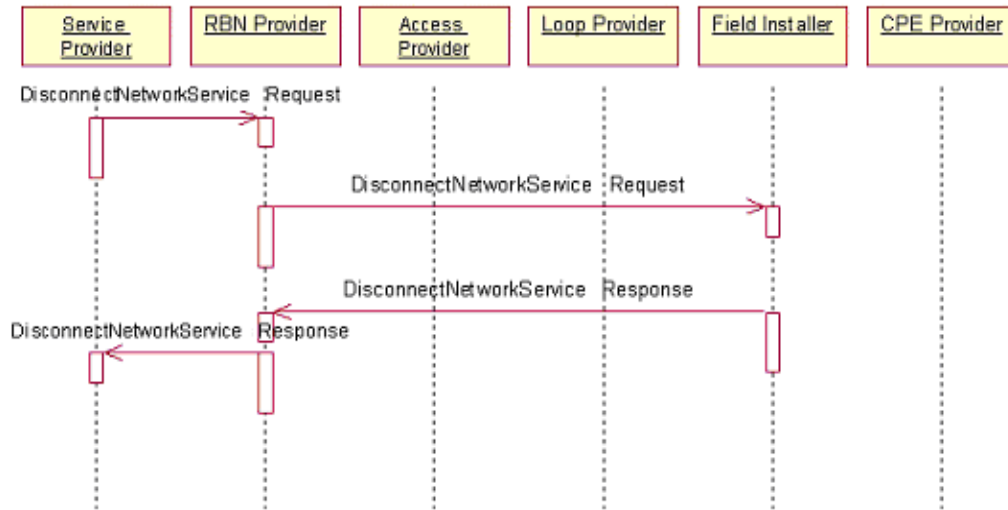 Service
Provider
RBN Provider
Access
Provider
Loop Provider
Field Installer
CPE Provider
DisconnectNetworkService Request
DisconnectNetworkService Request
DisconnectNetworkService Response
DisconnectNetworkService Response